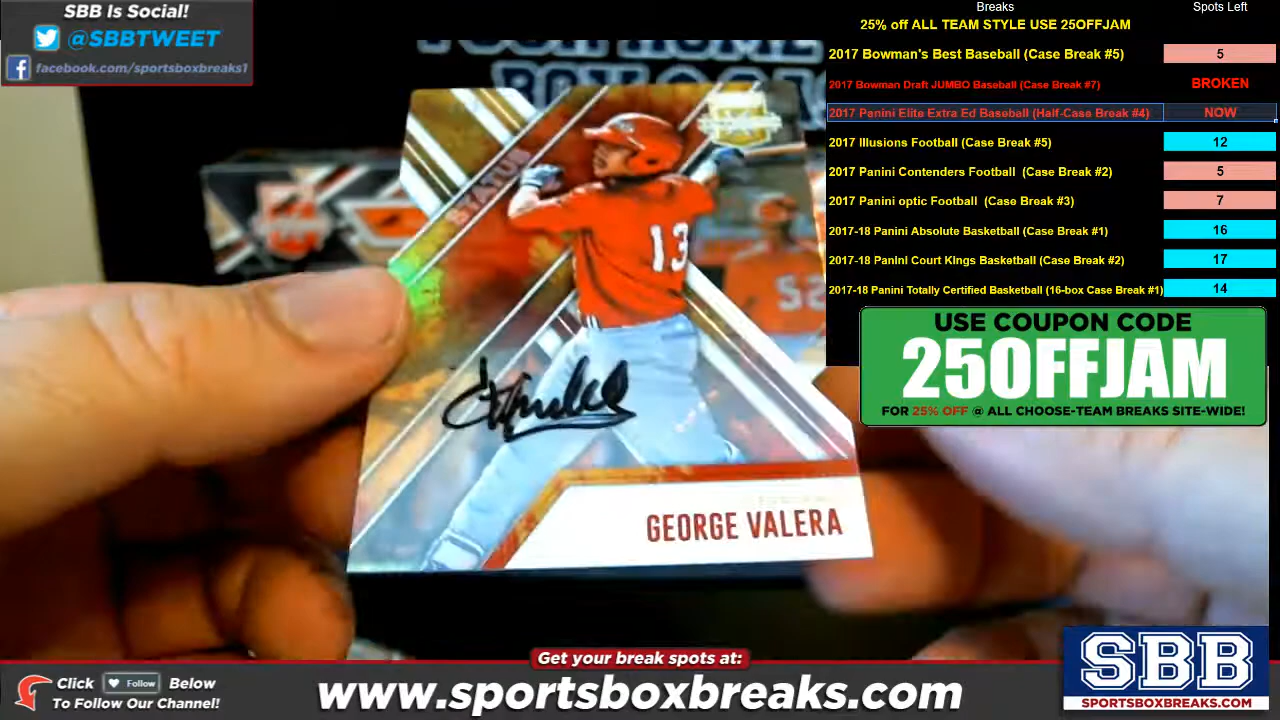 SBB Is Social!
@SBBTWEET
facebook.com/sportsboxbreaks1
Breaks Spots Left
25% off ALL TEAM STYLE USE 25OFFJAM
2017 Bowman's Best Baseball (Case Break #5) 5
2017 Bowman Draft JUMBO Baseball (Case Break #7) BROKEN
2017 Panini Elite Extra Ed Baseball (Half-Case Break #4) NOW
2017 Illusions Football (Case Break #5) 12
2017 Panini Contenders Football (Case Break #2) 5
2017 Panini optic Football (Case Break #3) 7
2017-18 Panini Absolute Basketball (Case Break #1) 16
2017-18 Panini Court Kings Basketball (Case Break #2) 17
2017-18 Panini Totally Certified Basketball (16-box Case Break #1) 14
USE COUPON CODE
25OFFJAM
FOR 25% OFF @ ALL CHOOSE-TEAM BREAKS SITE-WIDE!
STATUS
13
52
GEORGE VALERA
Get your break spots at:
www.sportsboxbreaks.com
Click Follow Below
To Follow Our Channel!
SBB
SPORTSBOXBREAKS.COM